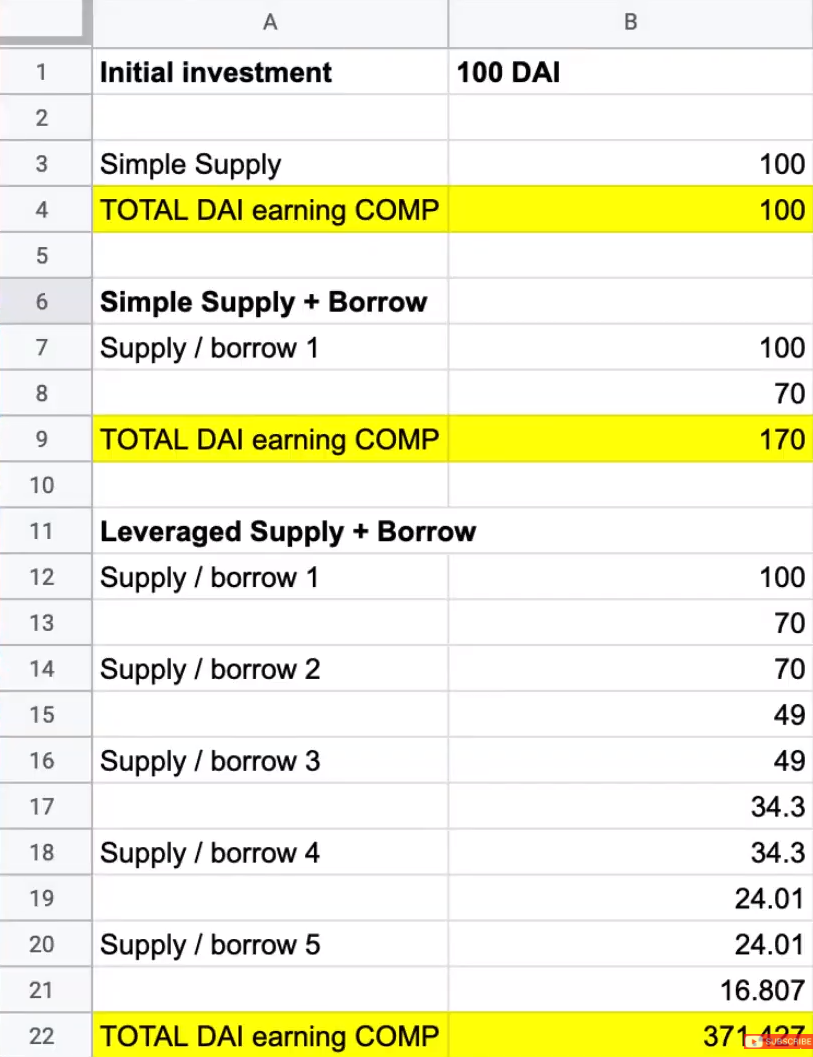 A B
1 Initial investment 100 DAI
2
3 Simple Supply 100
4 TOTAL DAI earning COMP 100
5
6 Simple Supply + Borrow
7 Supply / borrow 1 100
8 70
9 TOTAL DAI earning COMP 170
10
11 Leveraged Supply + Borrow
12 Supply / borrow 1 100
13 70
14 Supply / borrow 2 70
15 49
16 Supply / borrow 3 49
17 34.3
18 Supply / borrow 4 34.3
19 24.01
20 Supply / borrow 5 24.01
21 16.807
22 TOTAL DAI earning COMP 371.427
SUBSCRIBE